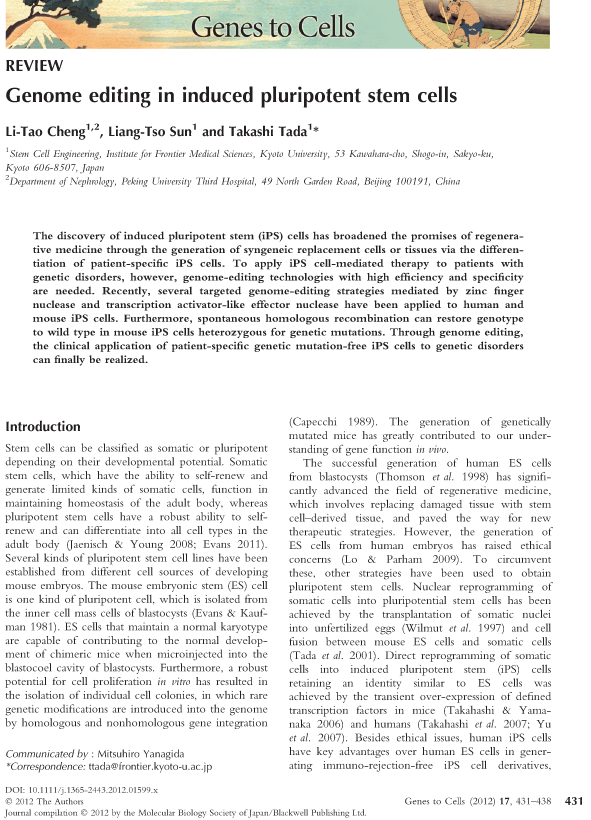 Genes to Cells
REVIEW
Genome editing in induced pluripotent stem cells
Li-Tao Cheng1,2, Liang-Tso Sun1 and Takashi Tada1*
1Stem Cell Engineering, Institute for Frontier Medical Sciences, Kyoto University, 53 Kawahara-cho, Shogo-in, Sakyo-ku,
Kyoto 606-8507, Japan
2Department of Nephrology, Peking University Third Hospital, 49 North Garden Road, Beijing 100191, China
The discovery of induced pluripotent stem (iPS) cells has broadened the promises of regenera-
tive medicine through the generation of syngeneic replacement cells or tissues via the differen-
tiation of patient-specific iPS cells. To apply iPS cell-mediated therapy to patients with
genetic disorders, however, genome-editing technologies with high efficiency and specificity
are needed. Recently, several targeted genome-editing strategies mediated by zinc finger
nuclease and transcription activator-like effector nuclease have been applied to human and
mouse iPS cells. Furthermore, spontaneous homologous recombination can restore genotype
to wild type in mouse iPS cells heterozygous for genetic mutations. Through genome editing,
the clinical application of patient-specific genetic mutation-free iPS cells to genetic disorders
can finally be realized.
Introduction
Stem cells can be classified as somatic or pluripotent
depending on their developmental potential. Somatic
stem cells, which have the ability to self-renew and
generate limited kinds of somatic cells, function in
maintaining homeostasis of the adult body, whereas
pluripotent stem cells have a robust ability to self-
renew and can differentiate into all cell types in the
adult body (Jaenisch & Young 2008; Evans 2011).
Several kinds of pluripotent stem cell lines have been
established from different cell sources of developing
mouse embryos. The mouse embryonic stem (ES) cell
is one kind of pluripotent cell, which is isolated from
the inner cell mass cells of blastocysts (Evans & Kauf-
man 1981). ES cells that maintain a normal karyotype
are capable of contributing to the normal develop-
ment of chimeric mice when microinjected into the
blastocoel cavity of blastocysts. Furthermore, a robust
potential for cell proliferation in vitro has resulted in
the isolation of individual cell colonies, in which rare
genetic modifications are introduced into the genome
by homologous and nonhomologous gene integration
Communicated by : Mitsuhiro Yanagida
*Correspondence: ttada@frontier.kyoto-u.ac.jp
(Capecchi 1989). The generation of genetically
mutated mice has greatly contributed to our under-
standing of gene function in vivo.
The successful generation of human ES cells
from blastocysts (Thomson et al. 1998) has signifi-
cantly advanced the field of regenerative medicine,
which involves replacing damaged tissue with stem
cell–derived tissue, and paved the way for new
therapeutic strategies. However, the generation of
ES cells from human embryos has raised ethical
concerns (Lo & Parham 2009). To circumvent
these, other strategies have been used to obtain
pluripotent stem cells. Nuclear reprogramming of
somatic cells into pluripotential stem cells has been
achieved by the transplantation of somatic nuclei
into unfertilized eggs (Wilmut et al. 1997) and cell
fusion between mouse ES cells and somatic cells
(Tada et al. 2001). Direct reprogramming of somatic
cells into induced pluripotent stem (iPS) cells
retaining an identity similar to ES cells was
achieved by the transient over-expression of defined
transcription factors in mice (Takahashi & Yama-
naka 2006) and humans (Takahashi et al. 2007; Yu
et al. 2007). Besides ethical issues, human iPS cells
have key advantages over human ES cells in gener-
ating immuno-rejection-free iPS cell derivatives,
DOI: 10.1111/j.1365-2443.2012.01599.x
© 2012 The Authors
Journal compilation © 2012 by the Molecular Biology Society of Japan/Blackwell Publishing Ltd.
Genes to Cells (2012) 17, 431–438 431